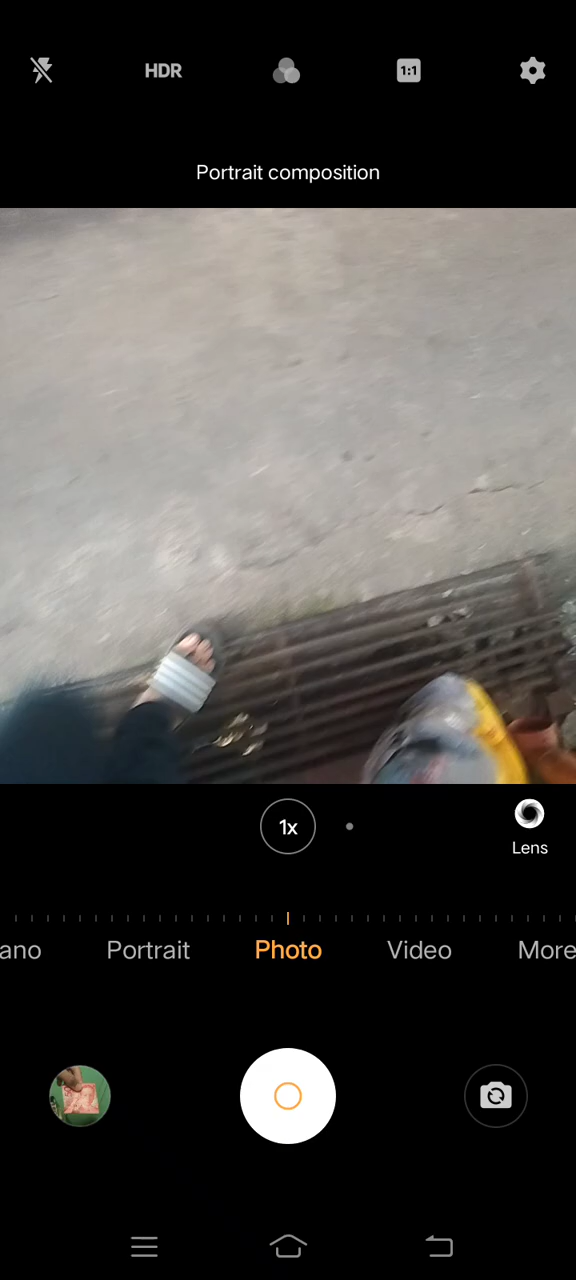 HDR
1:1
Portrait composition
1x
Lens
ano Portrait Photo Video More